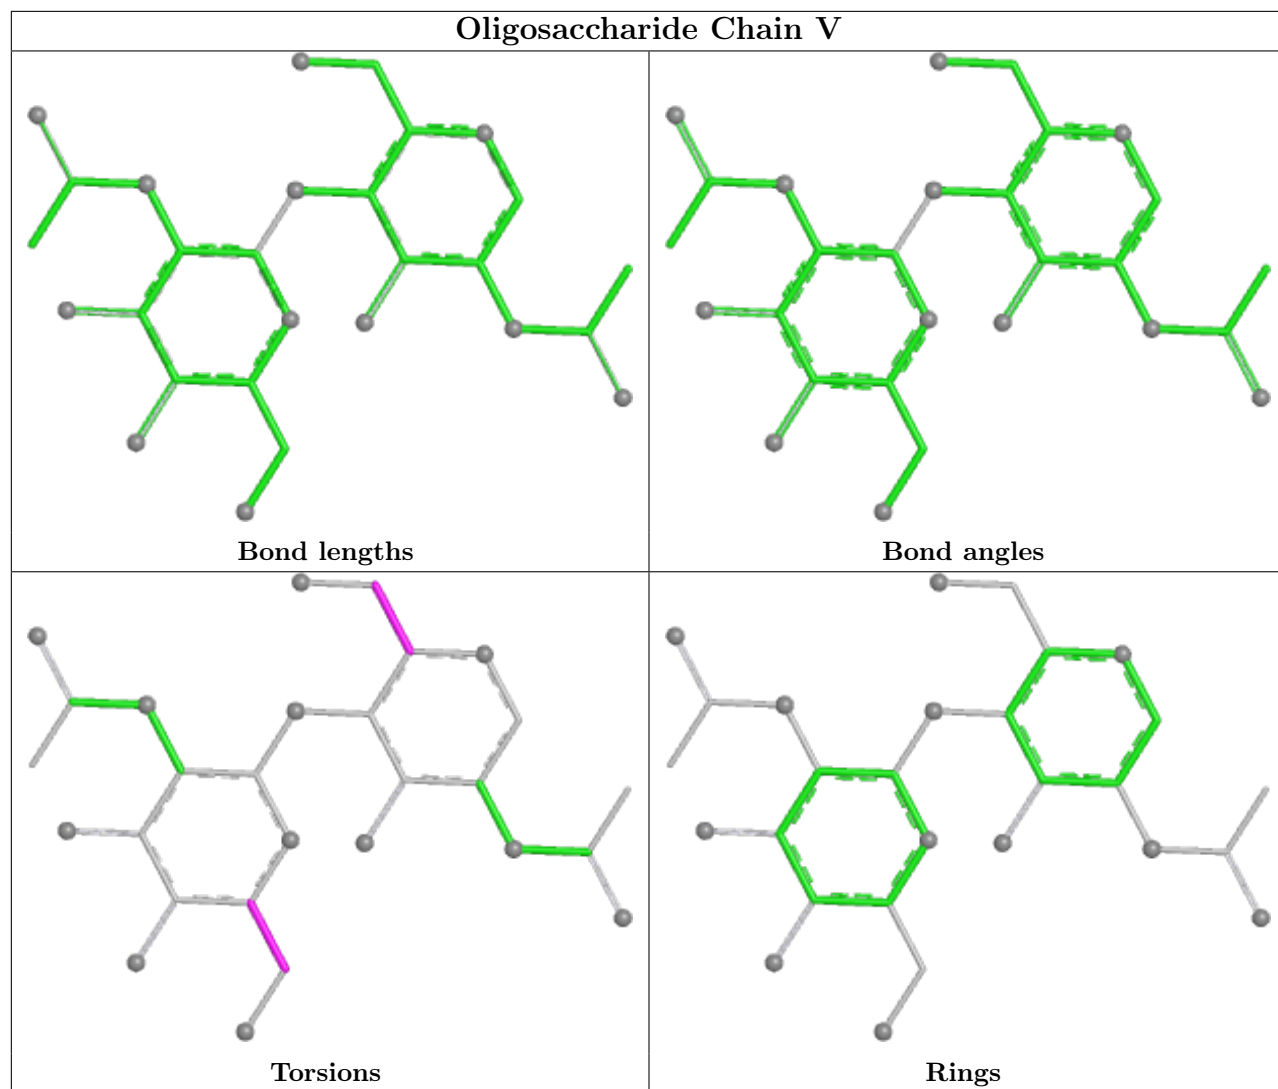 Oligosaccharide Chain V
Bond lengths
Bond angles
Torsions
Rings